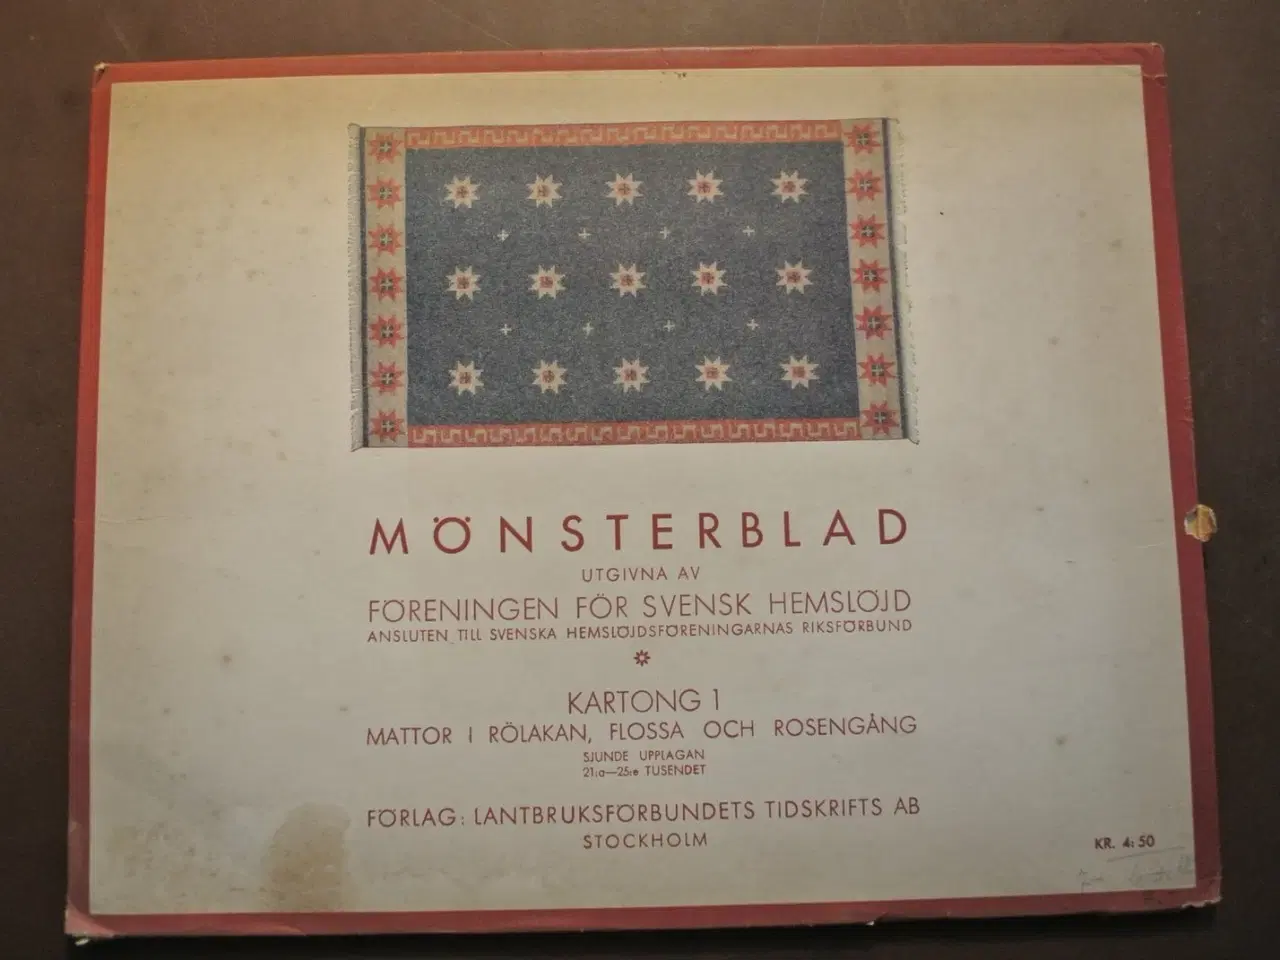 MÖNSTERBLAD
UTGIVNA AV
FÖRENINGEN FÖR SVENSK HEMSLÖJD
ANSLUTEN TILL SVENSKA HEMSLÖJDSFÖRENINGARNAS RIKSFÖRBUND
KARTONG 1
MATTOR I RÖLAKAN, FLOSSA OCH ROSENGÅNG
SJUNDE UPPLAGAN
21:a—25:e TUSENDET
FÖRLAG: LANTBRUKSFÖRBUNDETS TIDSKRIFTS AB
STOCKHOLM
KR. 4:50